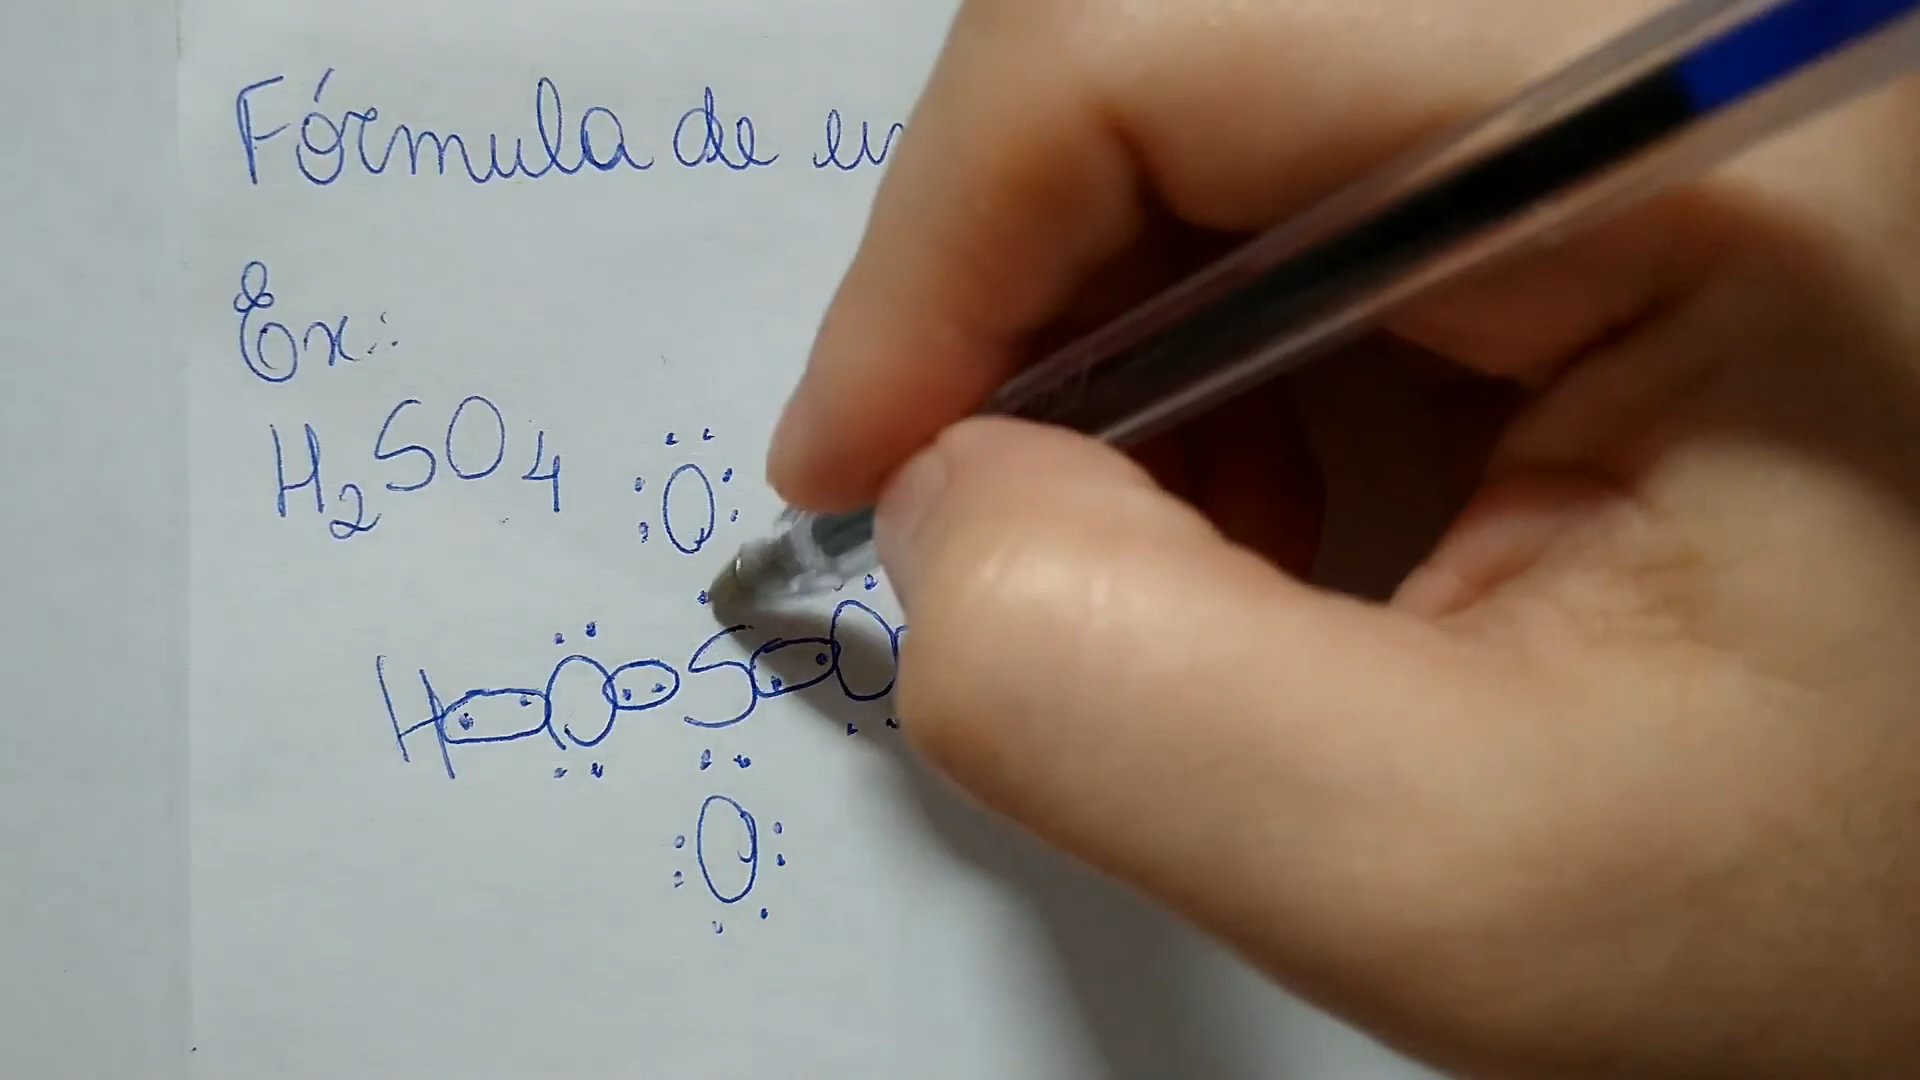 Fórmula de
Ex:
H₂SO₄
O
H O S O
O